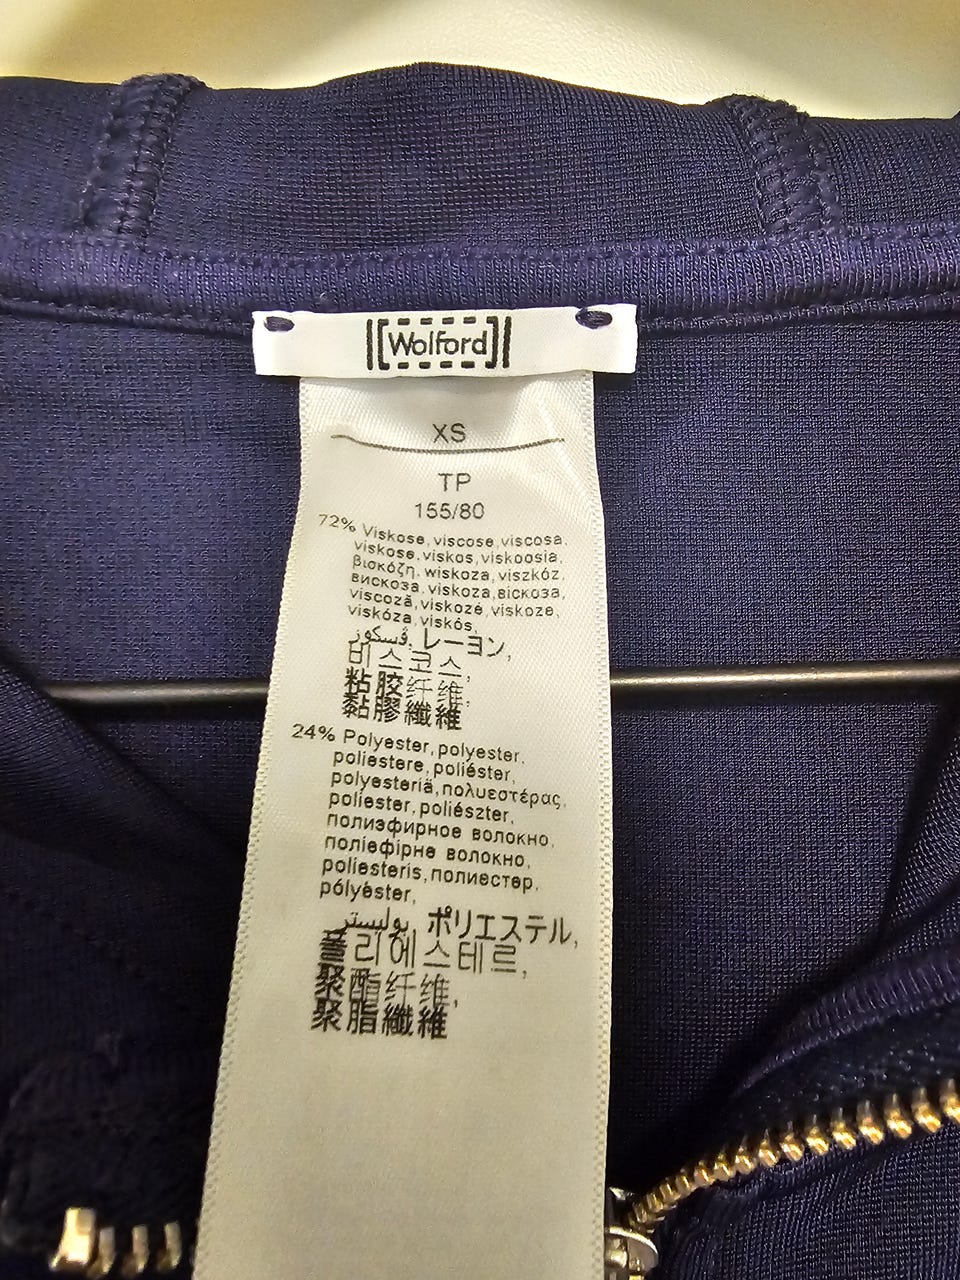 Wolford
XS
TP
155/80
72% Viskose, viscose, viscosa,
viskose, viskos, viskoosia,
βισκόζη, wiskoza, viszkóz,
вискоза, viskoza, віскоза,
viscoză, viskozė, viskoze,
viskóza, viskós,
ڤسكوز, レーヨン,
비스코스,
粘胶纤维,
黏膠纖維
24% Polyester, polyester,
poliestere, poliéster,
polyesteriä, πολυεστέρας,
poliester, poliészter,
полиэфирное волокно,
поліефірне волокно,
poliesteris, полиестер,
pólýester,
بوليستر, ポリエステル,
폴리에스테르,
聚酯纤维,
聚脂纖維